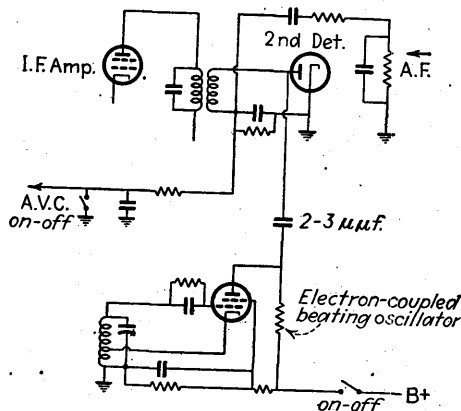 2nd Det.
I.F. Amp.
A.F.
A.V.C.
on-off
2-3 μμf.
Electron-coupled
beating oscillator
B+
on-off